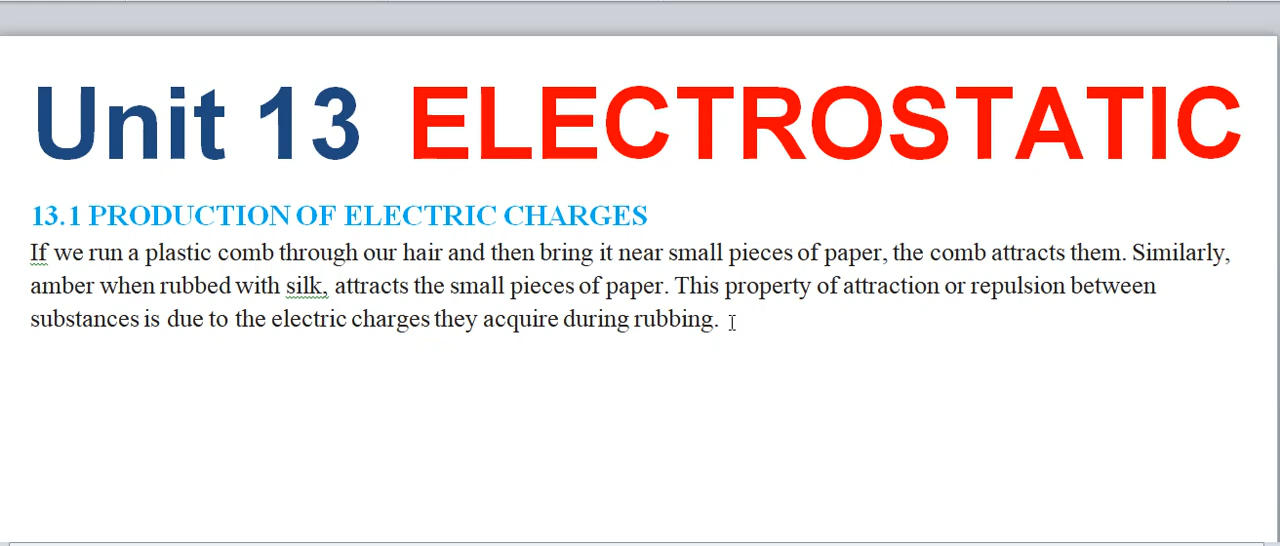 Unit 13 ELECTROSTATIC
13.1 PRODUCTION OF ELECTRIC CHARGES
If we run a plastic comb through our hair and then bring it near small pieces of paper, the comb attracts them. Similarly,
amber when rubbed with silk, attracts the small pieces of paper. This property of attraction or repulsion between
substances is due to the electric charges they acquire during rubbing.